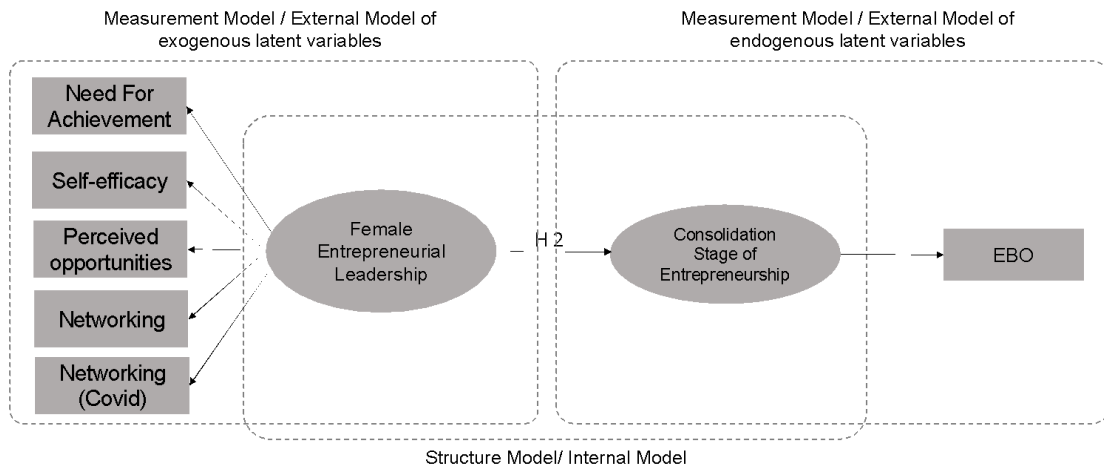 Measurement Model / External Model of
exogenous latent variables
Measurement Model / External Model of
endogenous latent variables
Need For
Achievement
Self-efficacy
Perceived
opportunities
Networking
Networking
(Covid)
Female
Entrepreneurial
Leadership
H 2
Consolidation
Stage of
Entrepreneurship
EBO
Structure Model/ Internal Model